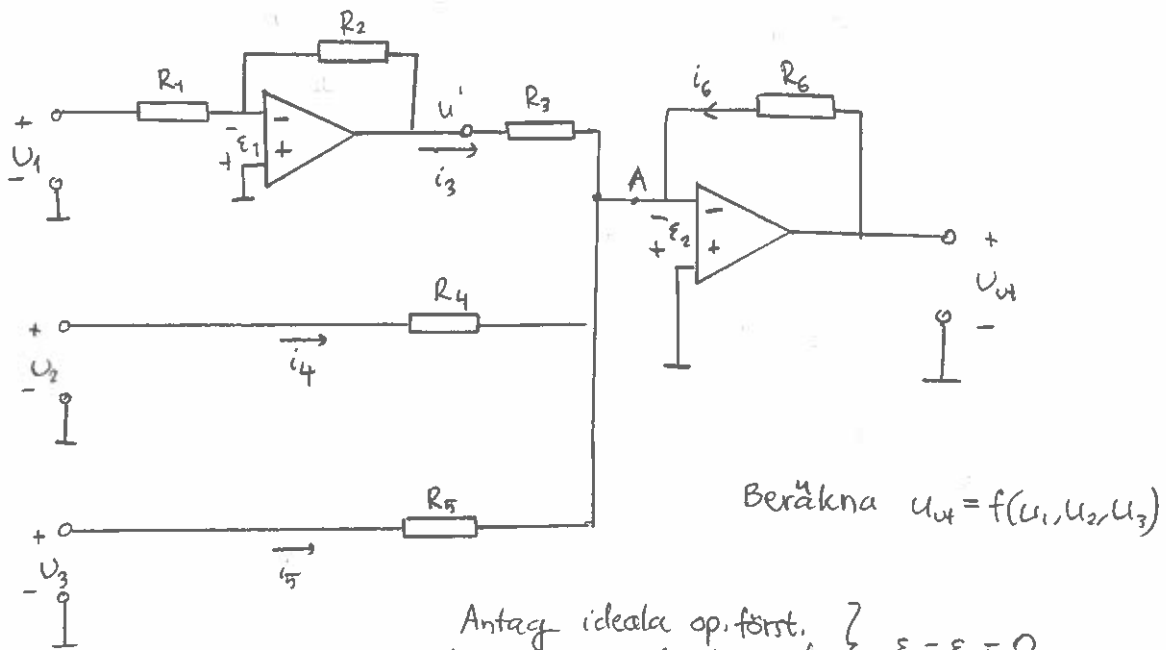 R2
R1
i6
R6
U'
R3
+
U1
-
- ε1 -
+ +
i3
A
- ε2 -
+ +
+
Uut
-
R4
+
U2
-
i4
R5
+
U3
-
i5
Beräkna Uut = f(U1, U2, U3)
Antag ideala op. först. }